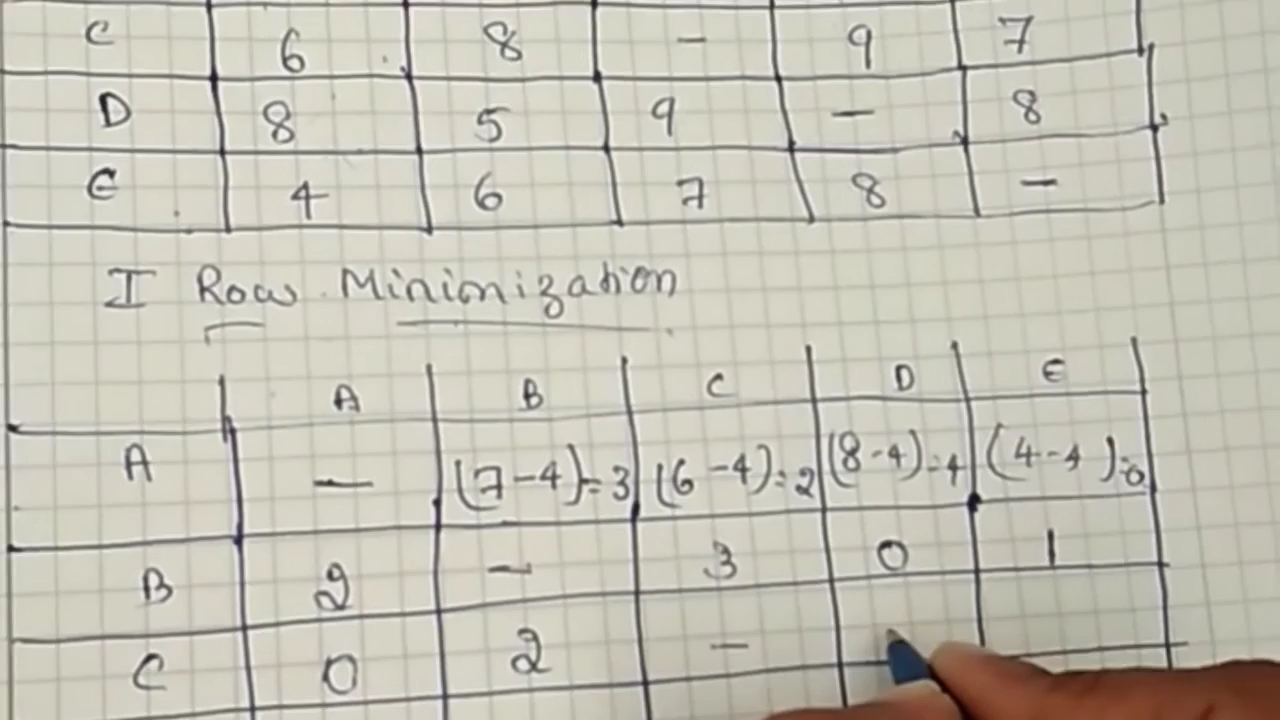 C 6 8 - 9 7
D 8 5 9 - 8
E 4 6 7 8 -
I Row Minimization
A B C D E
A - (7-4)=3 (6-4)=2 (8-4)=4 (4-4)=0
B 2 - 3 0 1
C 0 2 -